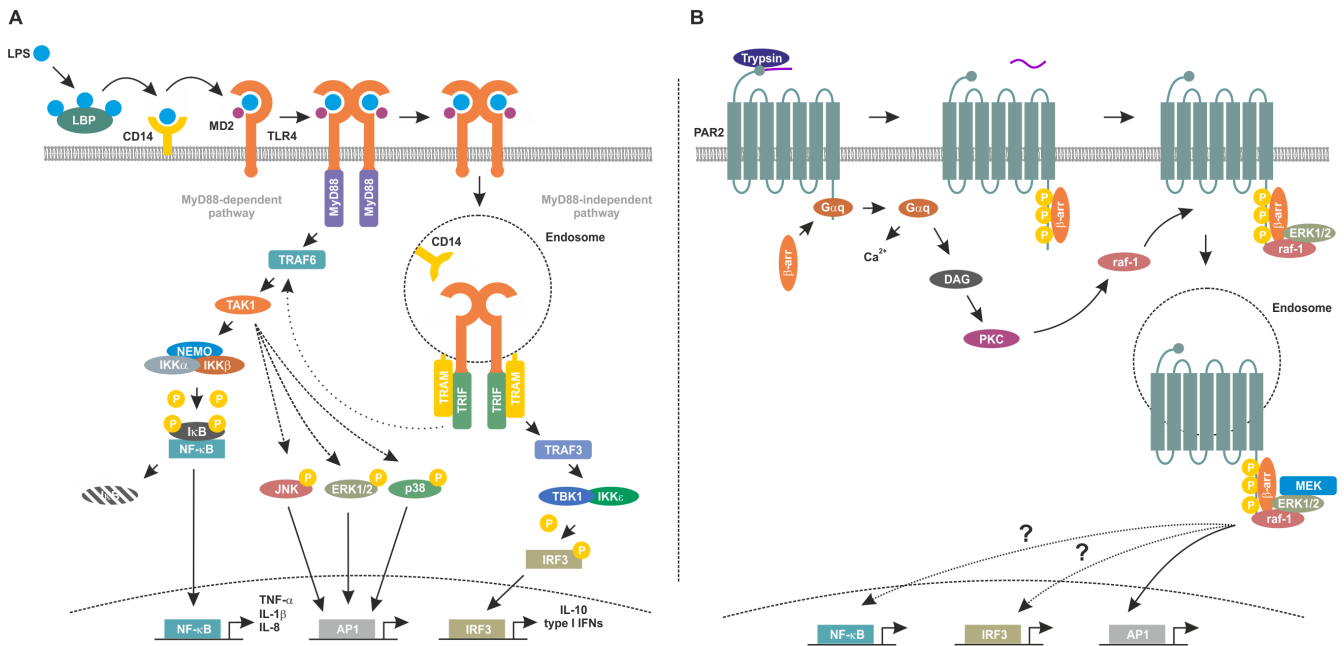 A
LPS
LBP
CD14
MD2
TLR4
MyD88
MyD88
MyD88-dependent
pathway
MyD88-independent
pathway
Endosome
CD14
TRAF6
TAK1
NEMO
IKKα
IKKβ
P
P
P
P
IκB
NF-κB
IκB
TRAM
TRIF
TRIF
TRAM
TRAF3
JNK
P
ERK1/2
P
p38
P
TBK1
IKKε
P
IRF3
P
NF-κB
TNF-α
IL-1β
IL-8
AP1
IRF3
IL-10
type I IFNs
B
Trypsin
PAR2
Gαq
Gαq
β-arr
Ca2+
DAG
PKC
raf-1
P
P
P
β-arr
P
P
P
β-arr
ERK1/2
raf-1
Endosome
P
P
P
β-arr
MEK
ERK1/2
raf-1
?
?
NF-κB
IRF3
AP1